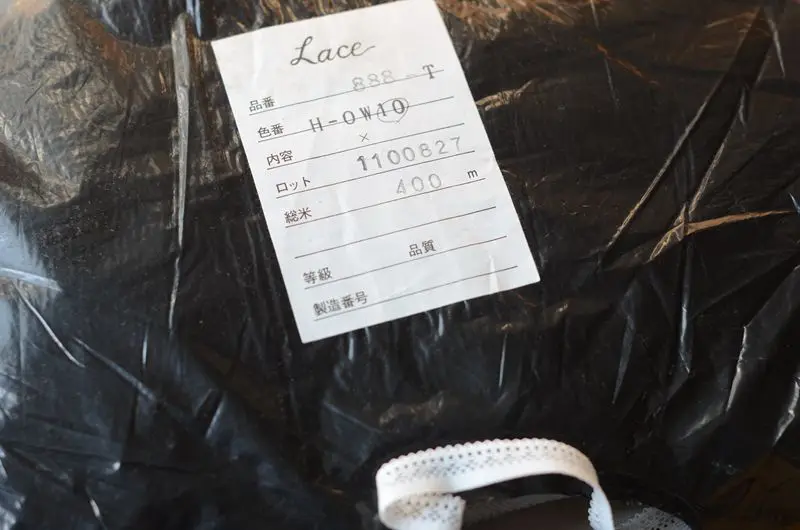 Lace
品番 888-T
色番 H-OW10
内容 ×
ロット 1100827
総米 400 m
等級 品質
製造番号